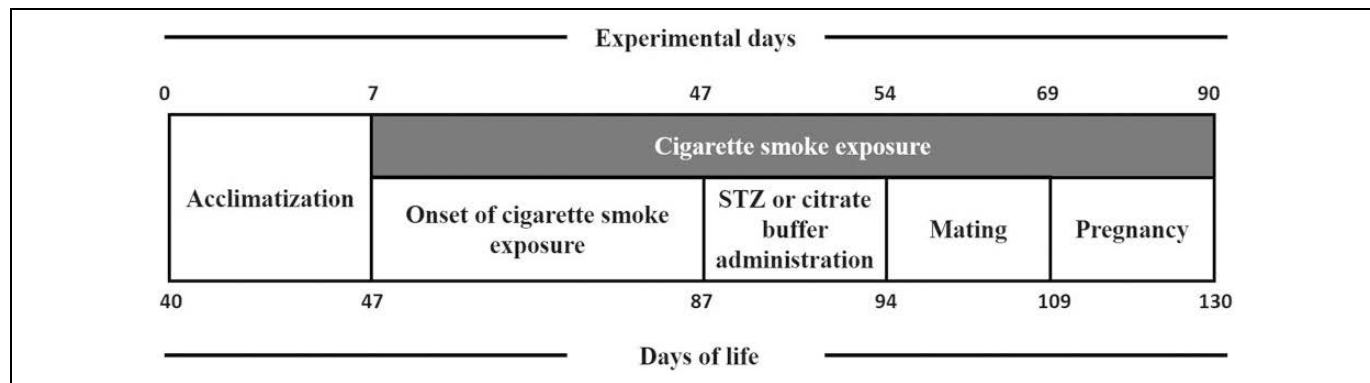 Experimental days
0 7 47 54 69 90
Cigarette smoke exposure
Acclimatization
Onset of cigarette smoke
exposure
STZ or citrate
buffer
administration
Mating
Pregnancy
40 47 87 94 109 130
Days of life